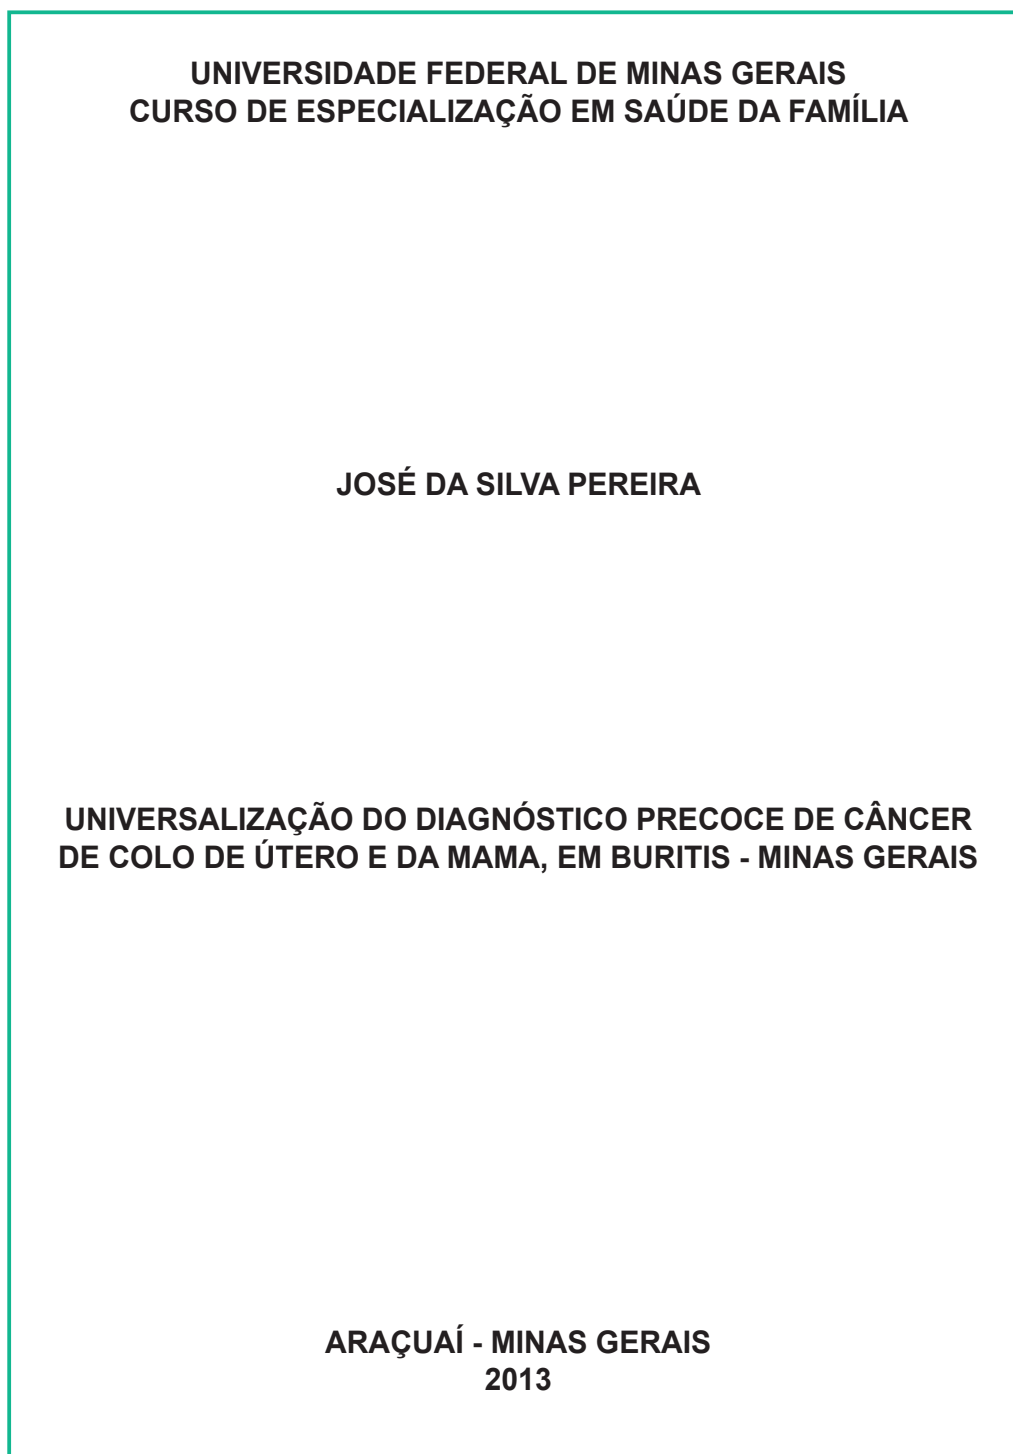 UNIVERSIDADE FEDERAL DE MINAS GERAIS
CURSO DE ESPECIALIZAÇÃO EM SAÚDE DA FAMÍLIA
JOSÉ DA SILVA PEREIRA
UNIVERSALIZAÇÃO DO DIAGNÓSTICO PRECOCE DE CÂNCER
DE COLO DE ÚTERO E DA MAMA, EM BURITIS - MINAS GERAIS
ARAÇUAÍ - MINAS GERAIS
2013